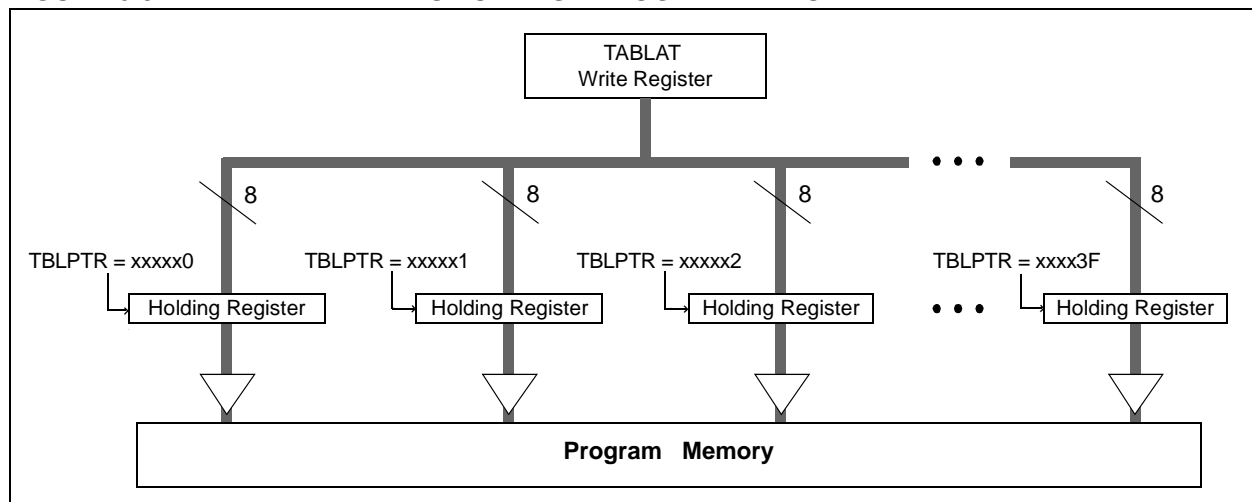 TABLAT
Write Register
8 8 8 8
TBLPTR = xxxxx0 TBLPTR = xxxxx1 TBLPTR = xxxxx2 TBLPTR = xxxx3F
Holding Register Holding Register Holding Register Holding Register
Program Memory